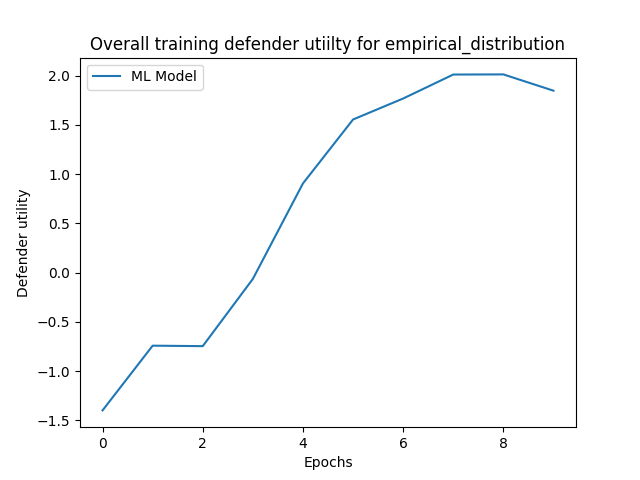 Overall training defender utiilty for empirical_distribution
ML Model
2.0
1.5
1.0
0.5
0.0
−0.5
−1.0
−1.5
Defender utility
0 2 4 6 8
Epochs